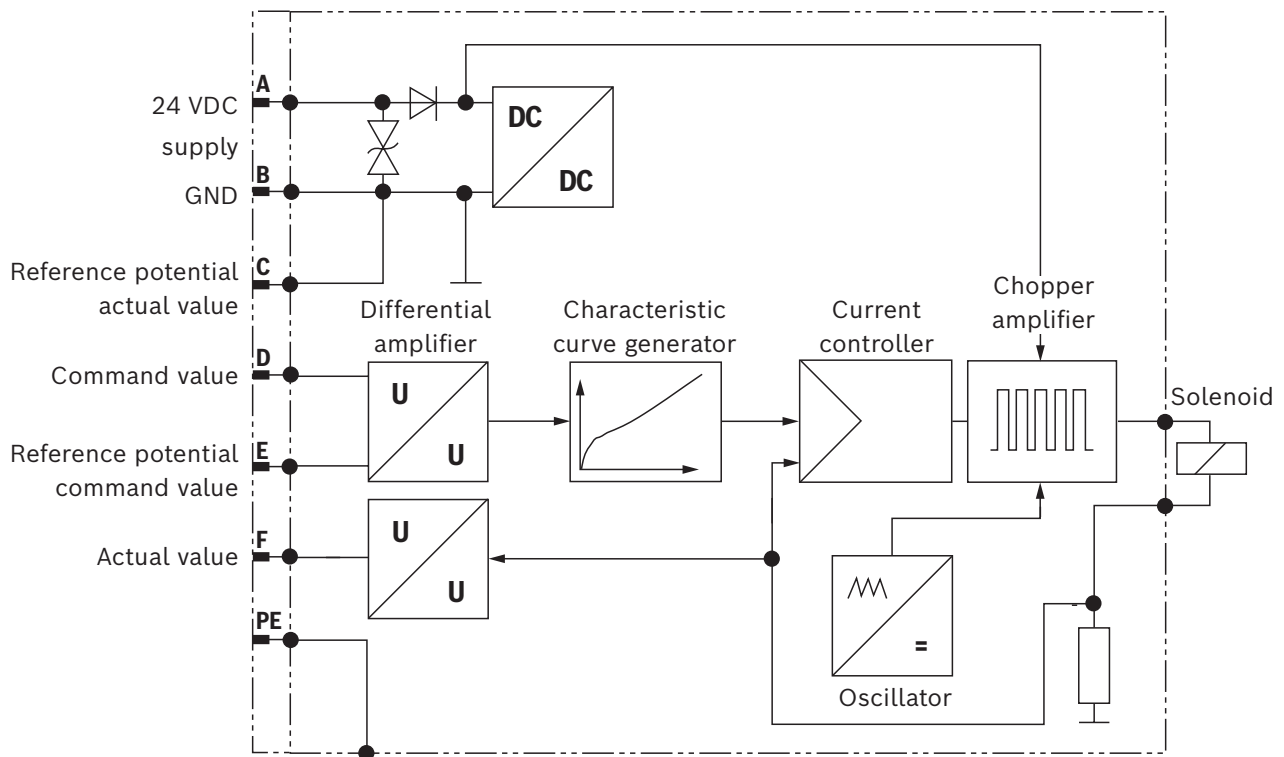 A
24 VDC
supply
B
GND
DC
DC
C
Reference potential
actual value
Differential
amplifier
Characteristic
curve generator
Current
controller
Chopper
amplifier
D
Command value
U
U
Solenoid
E
Reference potential
command value
F
Actual value
U
U
=
Oscillator
PE